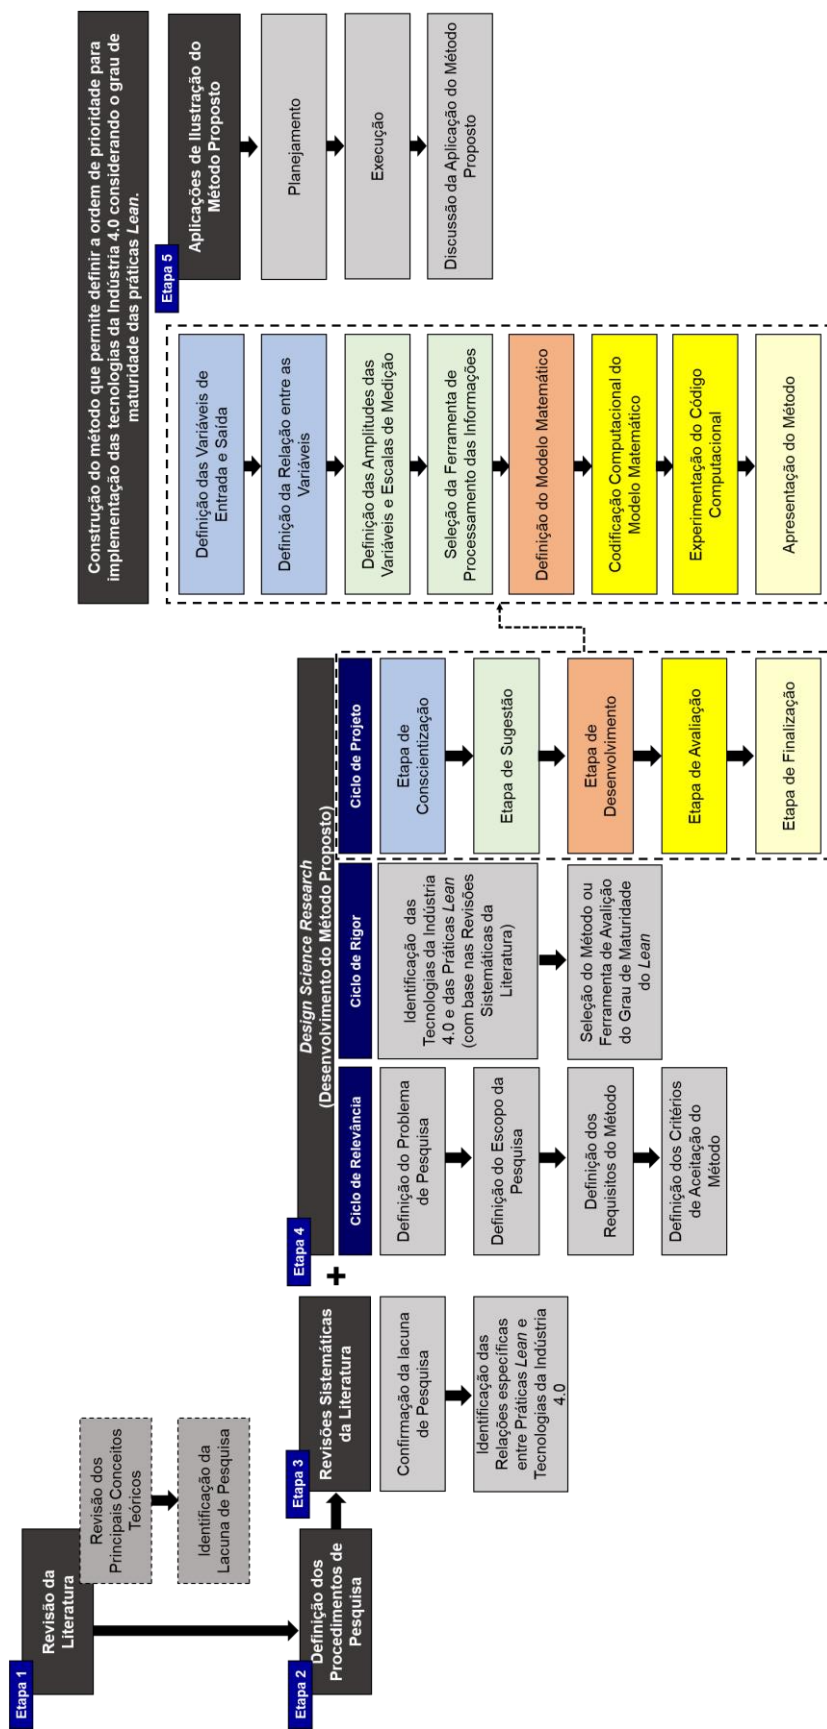 Etapa 1
Revisão da
Literatura
Revisão dos
Principais Conceitos
Teóricos
Identificação da
Lacuna de Pesquisa
Etapa 2
Definição dos
Procedimentos de
Pesquisa
Etapa 3
Revisões Sistemáticas
da Literatura
Confirmação da lacuna
de Pesquisa
Identificação das
Relações específicas
entre Práticas Lean e
Tecnologias da Indústria
4.0
+
Etapa 4
Design Science Research
(Desenvolvimento do Método Proposto)
Ciclo de Relevância
Definição do Problema
de Pesquisa
Definição do Escopo da
Pesquisa
Definição dos
Requisitos do Método
Definição dos Critérios
de Aceitação do
Método
Ciclo de Rigor
Identificação das
Tecnologias da Indústria
4.0 e das Práticas Lean
(com base nas Revisões
Sistemáticas da
Literatura)
Seleção do Método ou
Ferramenta de Avalição
do Grau de Maturidade
do Lean
Ciclo de Projeto
Etapa de
Conscientização
Etapa de Sugestão
Etapa de
Desenvolvimento
Etapa de Avaliação
Etapa de Finalização
Construção do método que permite definir a ordem de prioridade para
implementação das tecnologias da Indústria 4.0 considerando o grau de
maturidade das práticas Lean.
Definição das Variáveis de
Entrada e Saída
Definição da Relação entre as
Variáveis
Definição das Amplitudes das
Variáveis e Escalas de Medição
Seleção da Ferramenta de
Processamento das Informações
Definição do Modelo Matemático
Codificação Computacional do
Modelo Matemático
Experimentação do Código
Computacional
Apresentação do Método
Etapa 5
Aplicações de Ilustração do
Método Proposto
Planejamento
Execução
Discussão da Aplicação do Método
Proposto